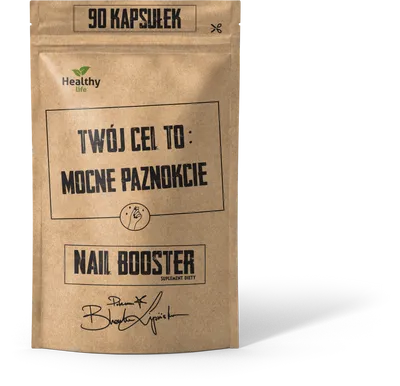 90 KAPSUŁEK
Healthy
life
TWÓJ CEL TO:
MOCNE PAZNOKCIE
NAIL BOOSTER
SUPLEMENT DIETY